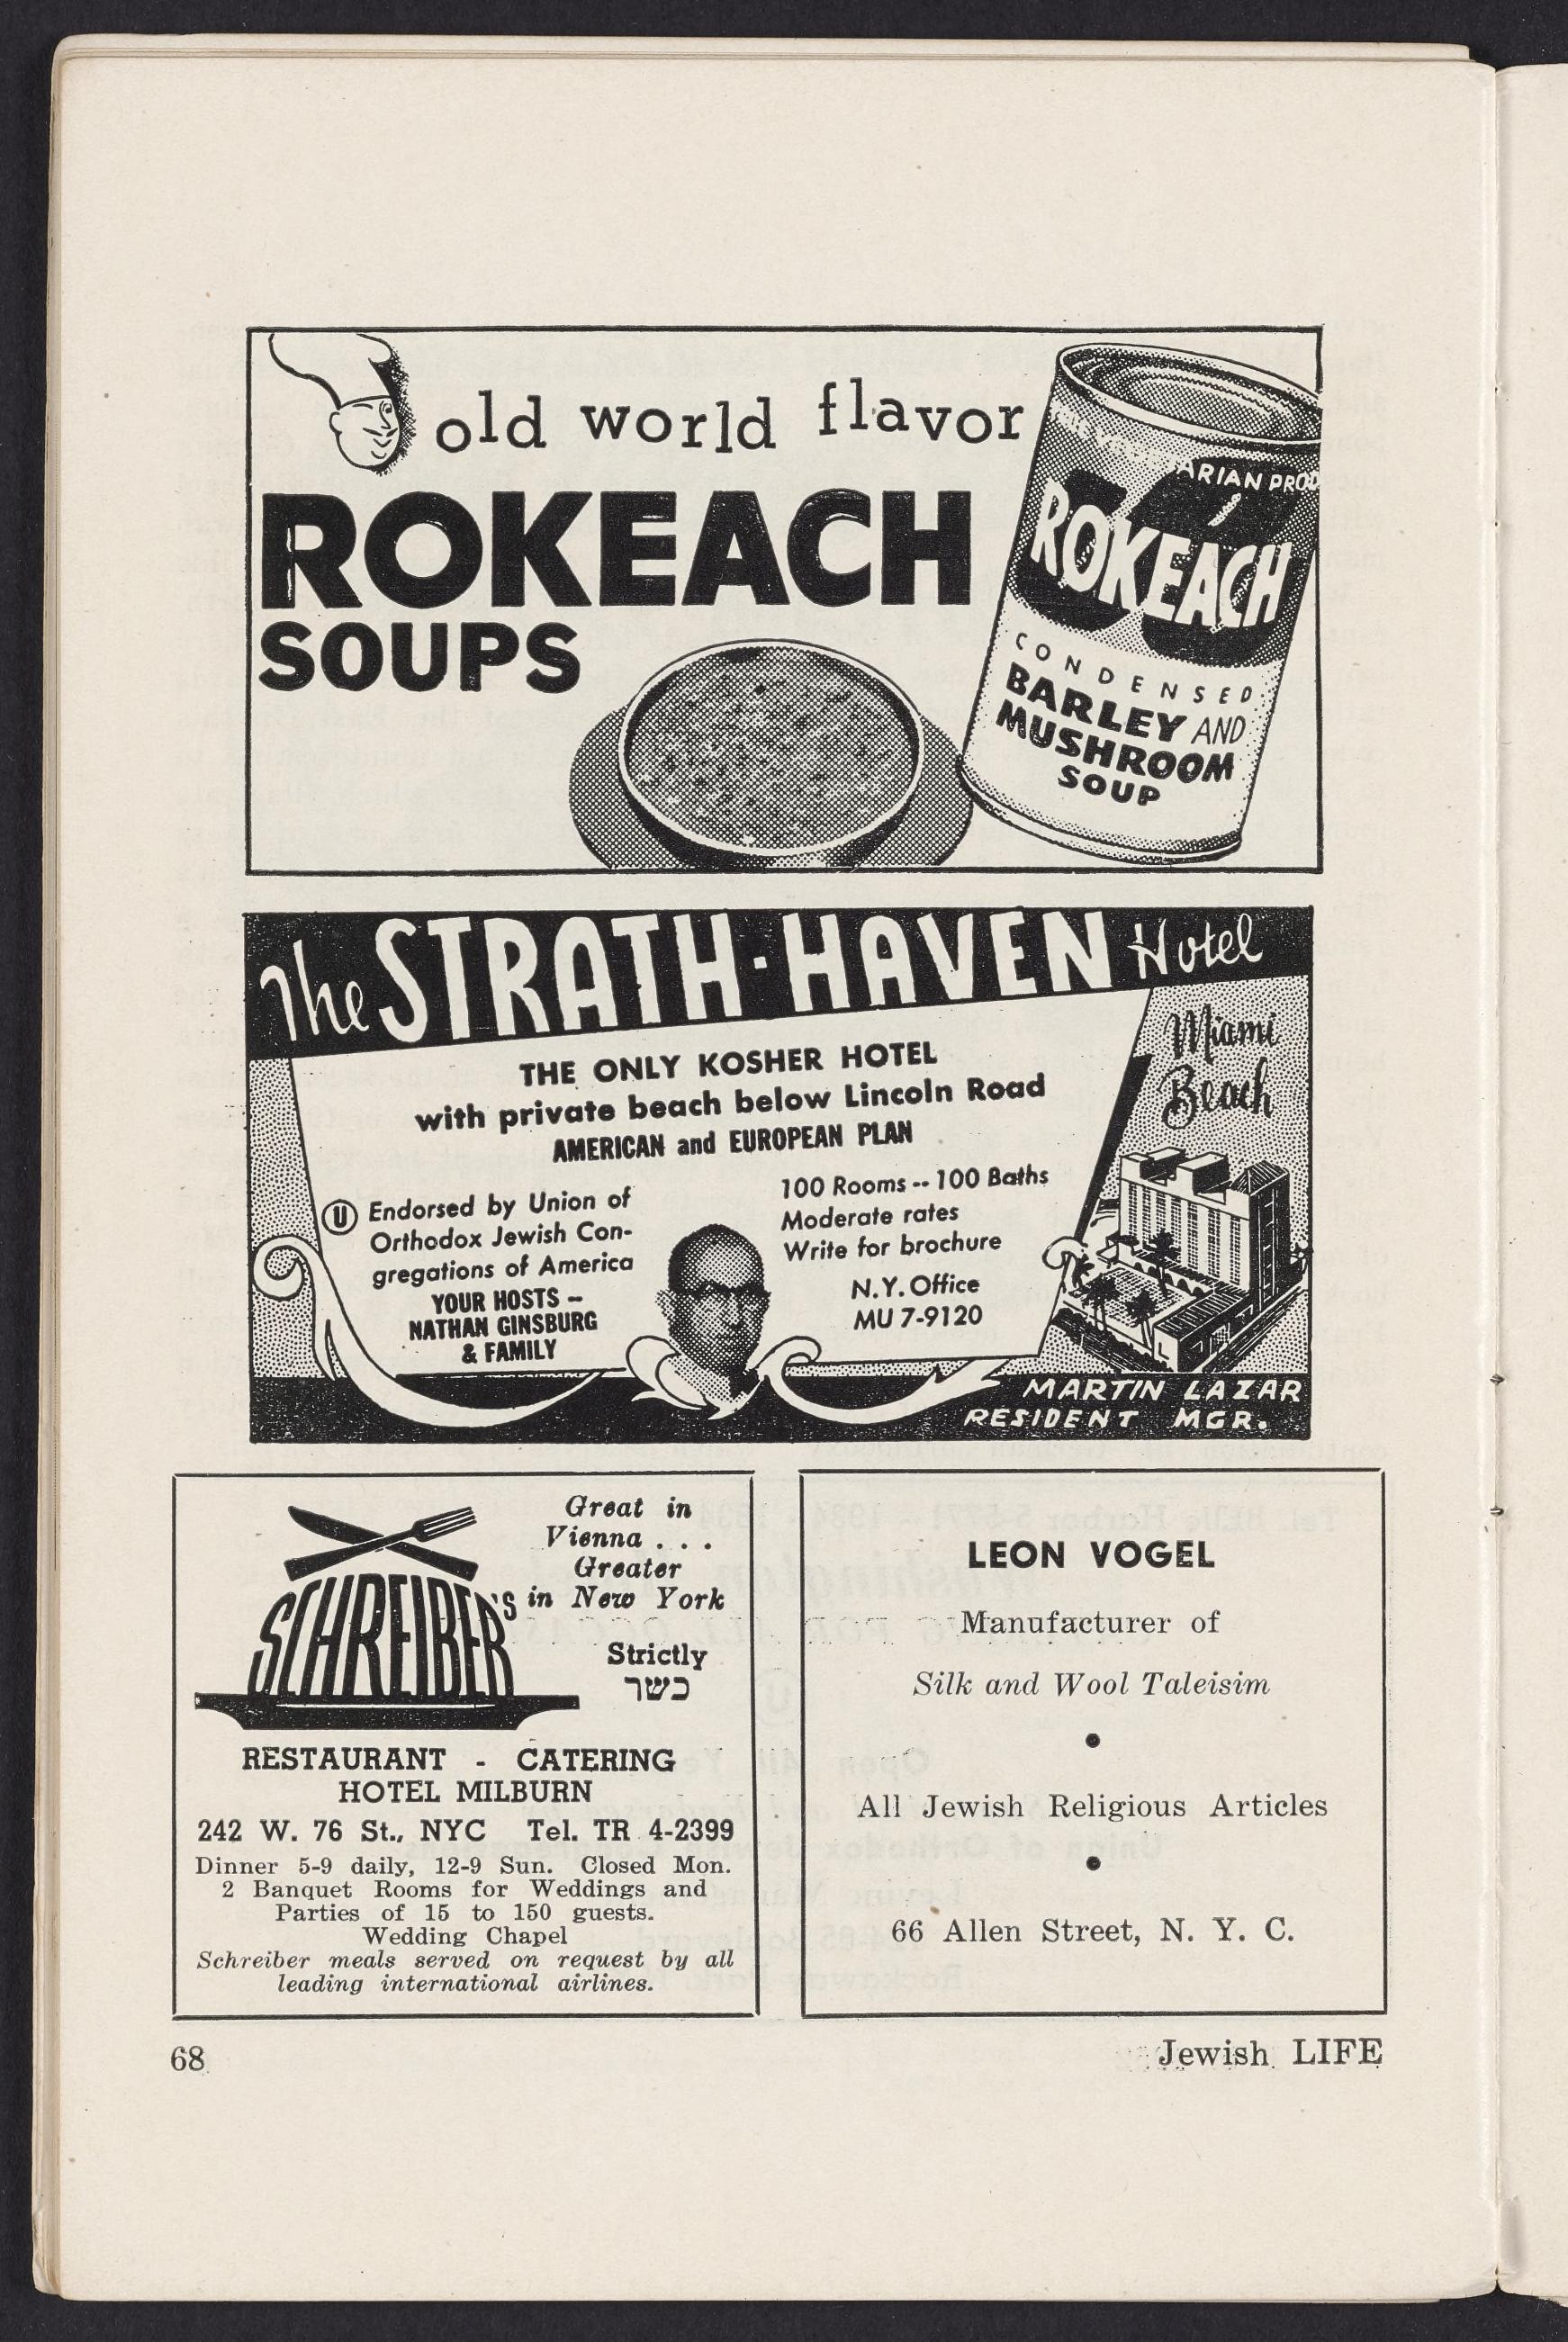 old world flavor
ROKEACH
SOUPS
ARIAN PROD
ROKEACH
CONDENSED
BARLEY AND
MUSHROOM
SOUP
The STRATH-HAVEN Hotel
Miami
Beach
THE ONLY KOSHER HOTEL
with private beach below Lincoln Road
AMERICAN and EUROPEAN PLAN
Ⓤ Endorsed by Union of
Orthodox Jewish Con-
gregations of America
YOUR HOSTS –
NATHAN GINSBURG
& FAMILY
100 Rooms -- 100 Baths
Moderate rates
Write for brochure
N.Y. Office
MU 7-9120
MARTIN LAZAR
RESIDENT MGR.
SCHREIBER'S
Great in
Vienna . . .
Greater
in New York
Strictly
כשר
RESTAURANT - CATERING
HOTEL MILBURN
242 W. 76 St., NYC Tel. TR 4-2399
Dinner 5-9 daily, 12-9 Sun. Closed Mon.
2 Banquet Rooms for Weddings and
Parties of 15 to 150 guests.
Wedding Chapel
Schreiber meals served on request by all
leading international airlines.
LEON VOGEL
Manufacturer of
Silk and Wool Taleisim
•
All Jewish Religious Articles
•
66 Allen Street, N. Y. C.
68
Jewish LIFE